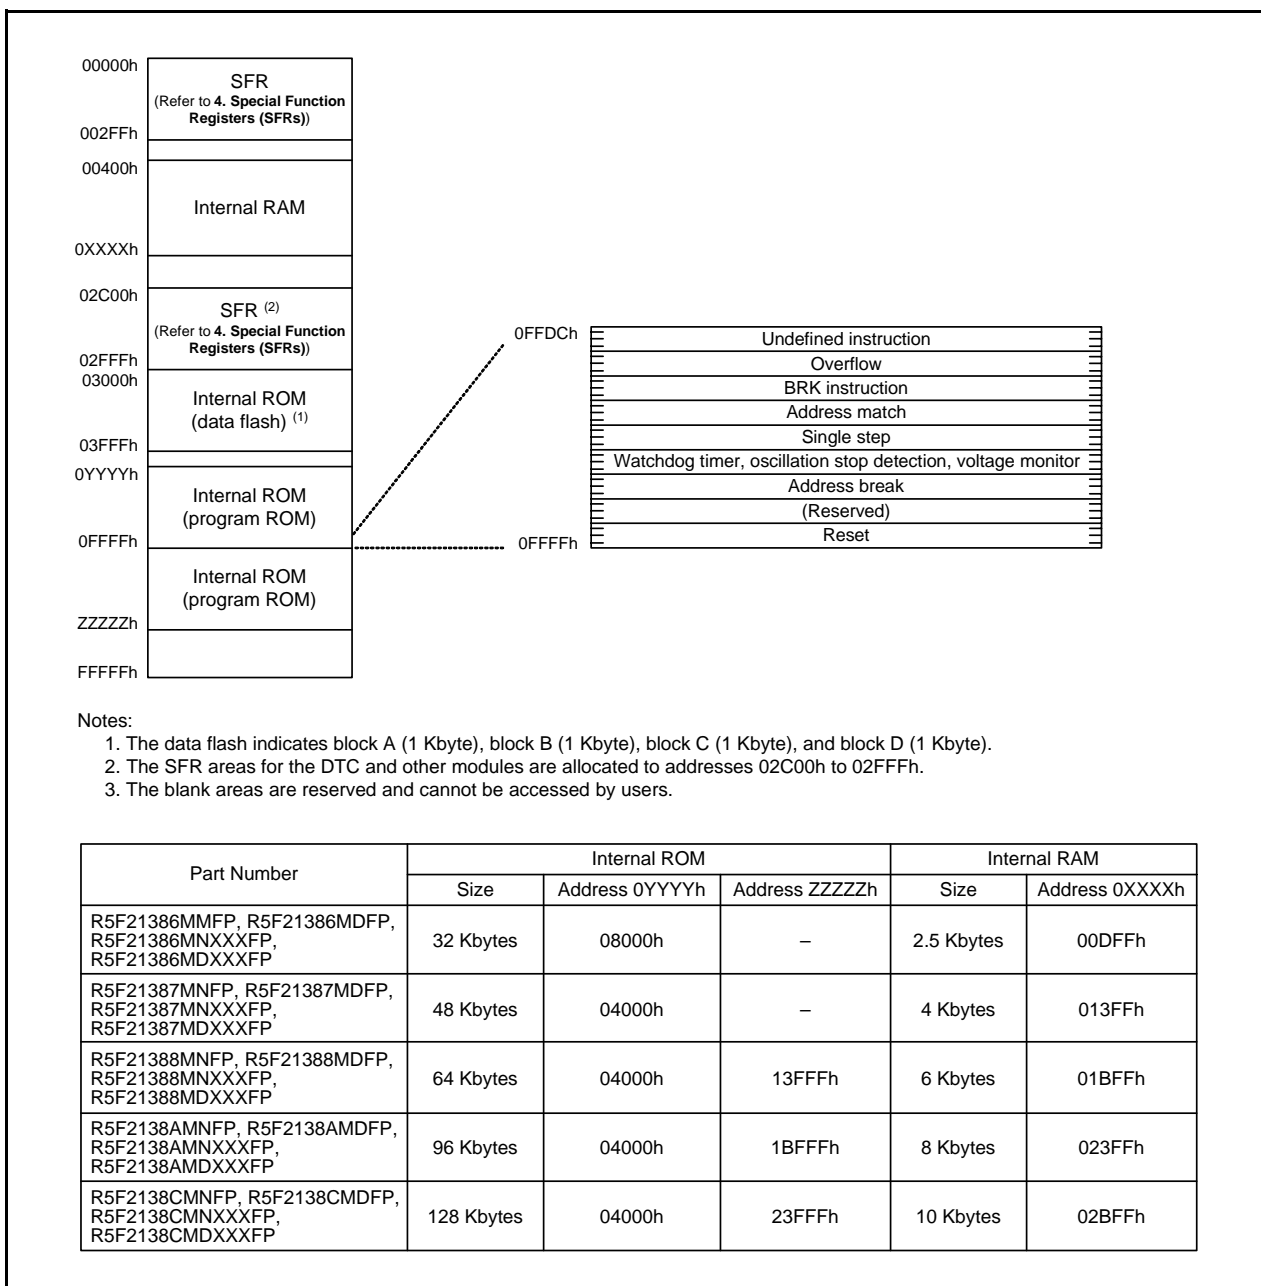 00000h
SFR
(Refer to 4. Special Function
Registers (SFRs))
002FFh
00400h
Internal RAM
0XXXXh
02C00h
SFR (2)
(Refer to 4. Special Function
Registers (SFRs))
02FFFh
03000h
Internal ROM
(data flash) (1)
03FFFh
0YYYYh
Internal ROM
(program ROM)
0FFFFh
Internal ROM
(program ROM)
ZZZZZh
FFFFFh
0FFDCh
Undefined instruction
Overflow
BRK instruction
Address match
Single step
Watchdog timer, oscillation stop detection, voltage monitor
Address break
(Reserved)
0FFFFh
Reset
Notes:
1. The data flash indicates block A (1 Kbyte), block B (1 Kbyte), block C (1 Kbyte), and block D (1 Kbyte).
2. The SFR areas for the DTC and other modules are allocated to addresses 02C00h to 02FFFh.
3. The blank areas are reserved and cannot be accessed by users.
Part Number
Internal ROM
Internal RAM
Size Address 0YYYYh Address ZZZZZh Size Address 0XXXXh
R5F21386MMFP, R5F21386MDFP,
R5F21386MNXXXFP,
R5F21386MDXXXFP
32 Kbytes 08000h – 2.5 Kbytes 00DFFh
R5F21387MNFP, R5F21387MDFP,
R5F21387MNXXXFP,
R5F21387MDXXXFP
48 Kbytes 04000h – 4 Kbytes 013FFh
R5F21388MNFP, R5F21388MDFP,
R5F21388MNXXXFP,
R5F21388MDXXXFP
64 Kbytes 04000h 13FFFh 6 Kbytes 01BFFh
R5F2138AMNFP, R5F2138AMDFP,
R5F2138AMNXXXFP,
R5F2138AMDXXXFP
96 Kbytes 04000h 1BFFFh 8 Kbytes 023FFh
R5F2138CMNFP, R5F2138CMDFP,
R5F2138CMNXXXFP,
R5F2138CMDXXXFP
128 Kbytes 04000h 23FFFh 10 Kbytes 02BFFh